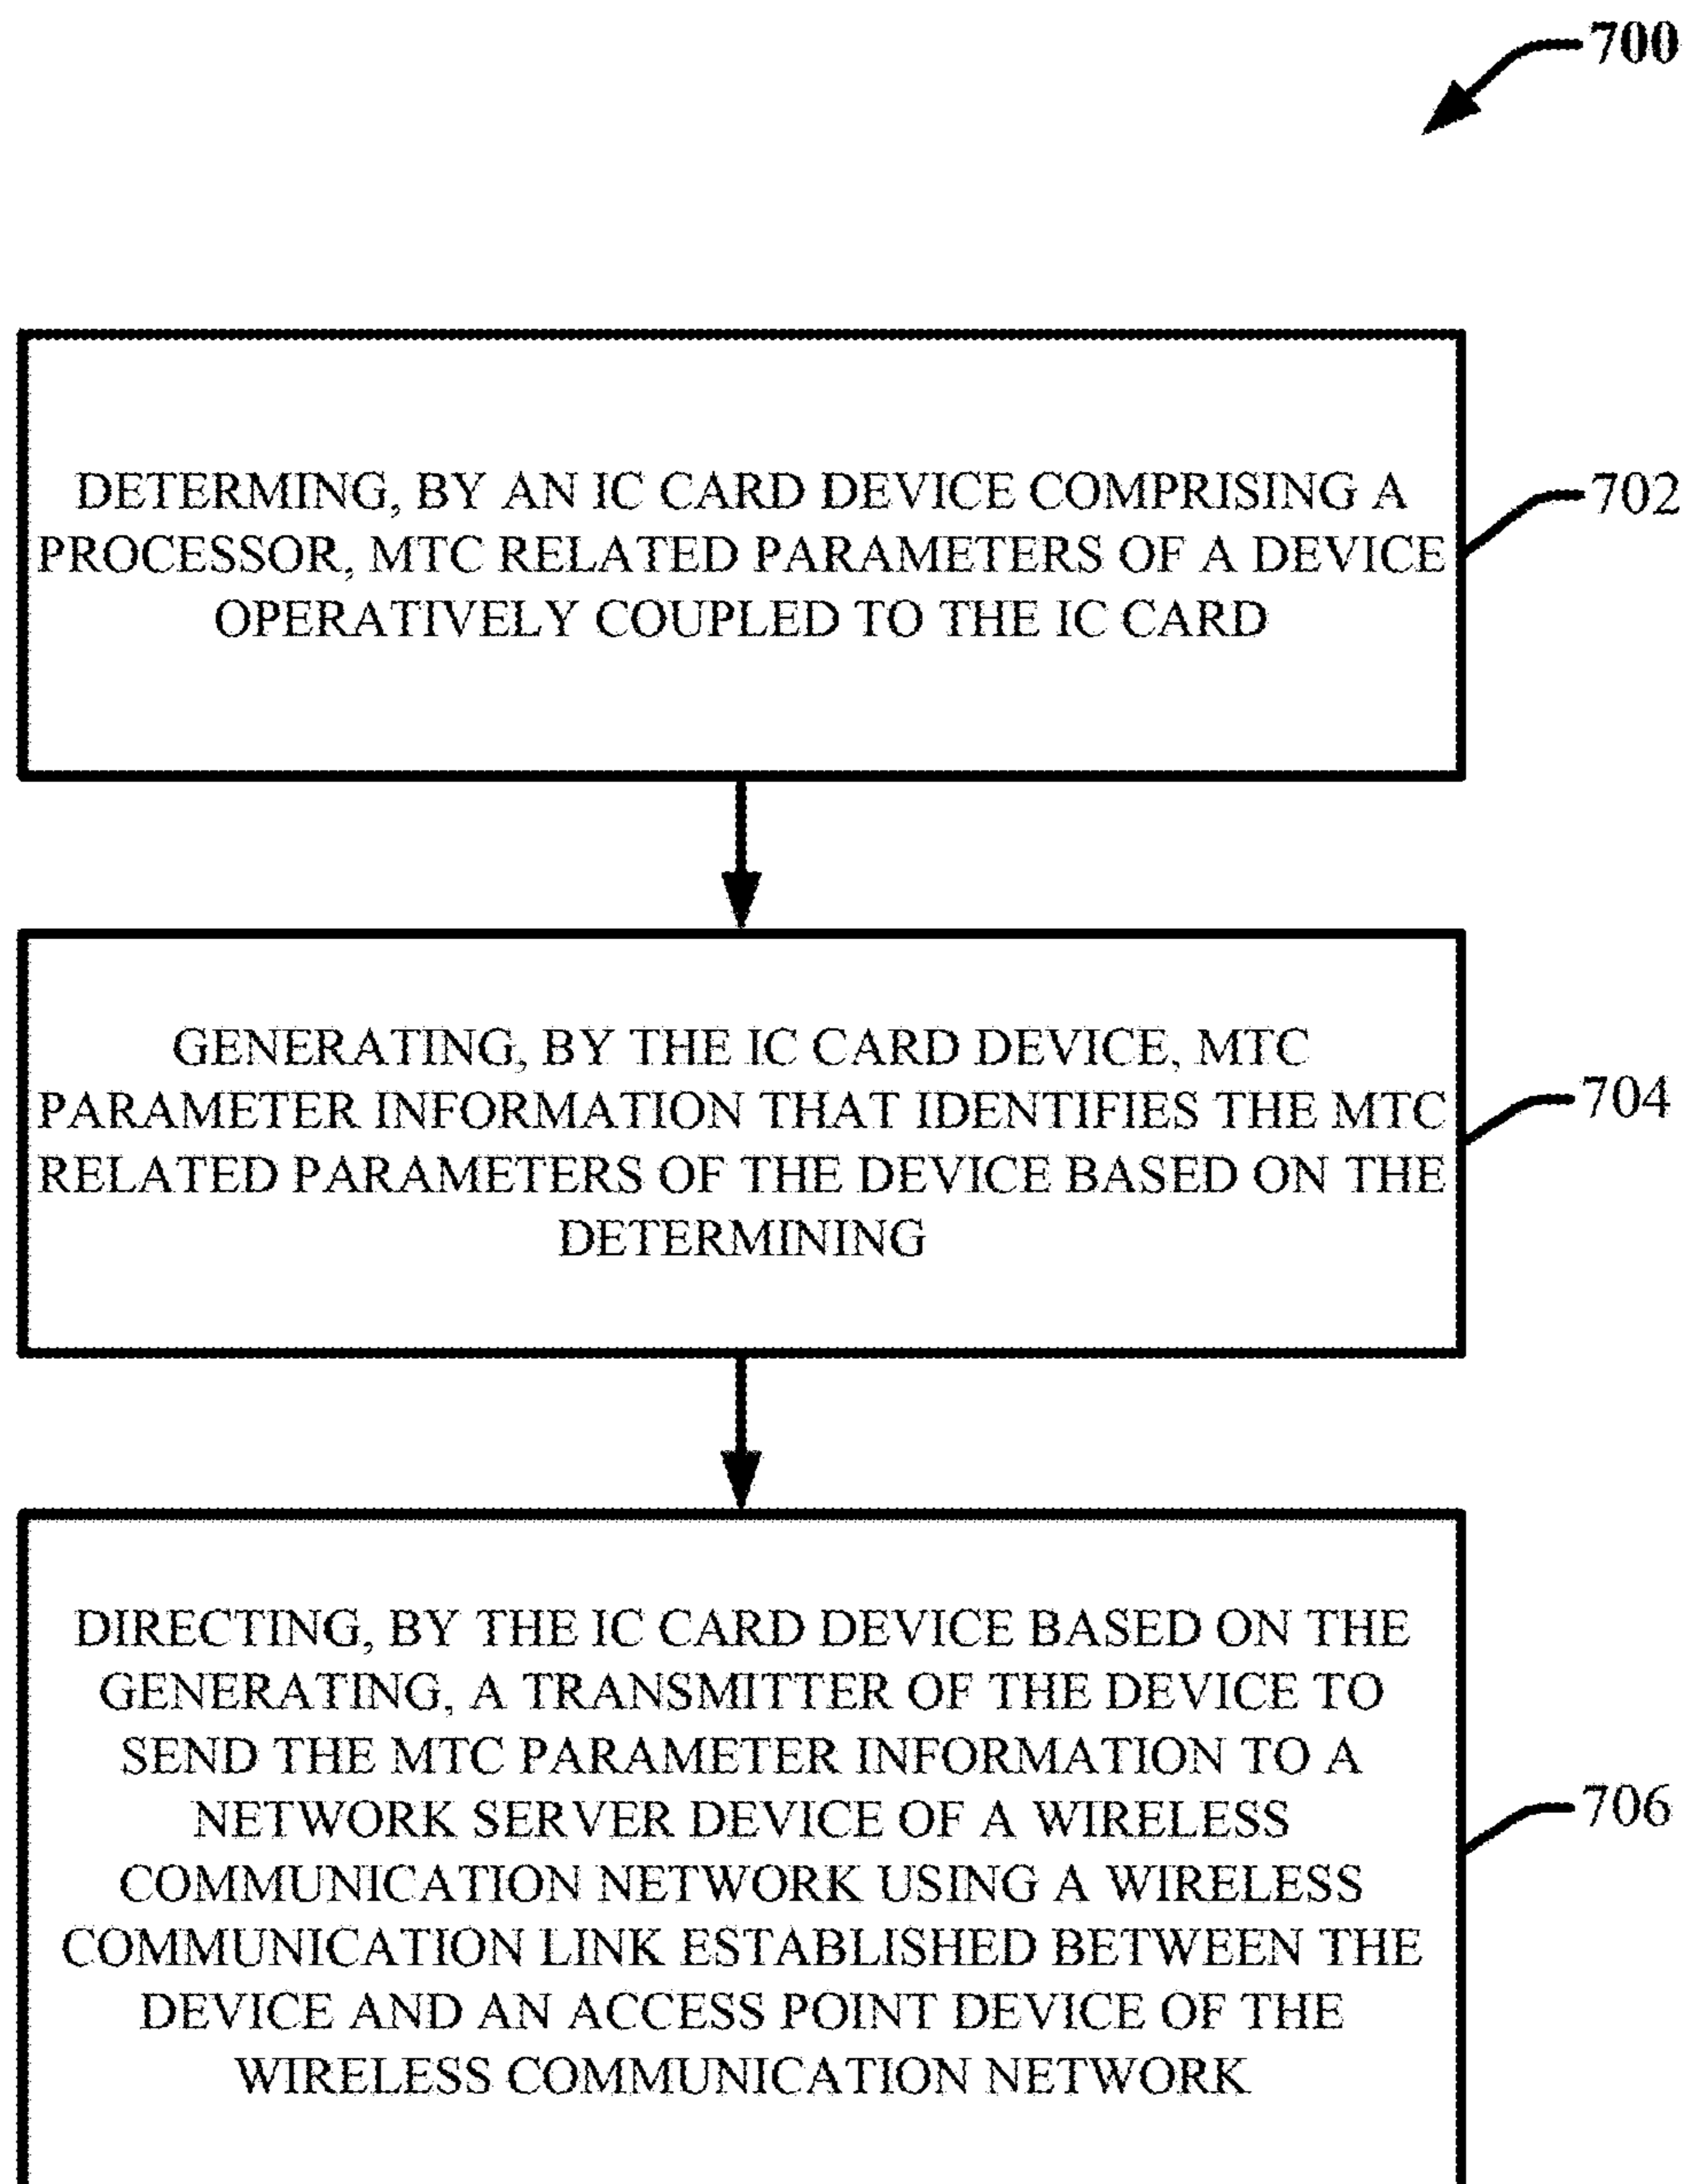 700
DETERMING, BY AN IC CARD DEVICE COMPRISING A
PROCESSOR, MTC RELATED PARAMETERS OF A DEVICE
OPERATIVELY COUPLED TO THE IC CARD
702
GENERATING, BY THE IC CARD DEVICE, MTC
PARAMETER INFORMATION THAT IDENTIFIES THE MTC
RELATED PARAMETERS OF THE DEVICE BASED ON THE
DETERMINING
704
DIRECTING, BY THE IC CARD DEVICE BASED ON THE
GENERATING, A TRANSMITTER OF THE DEVICE TO
SEND THE MTC PARAMETER INFORMATION TO A
NETWORK SERVER DEVICE OF A WIRELESS
COMMUNICATION NETWORK USING A WIRELESS
COMMUNICATION LINK ESTABLISHED BETWEEN THE
DEVICE AND AN ACCESS POINT DEVICE OF THE
WIRELESS COMMUNICATION NETWORK
706